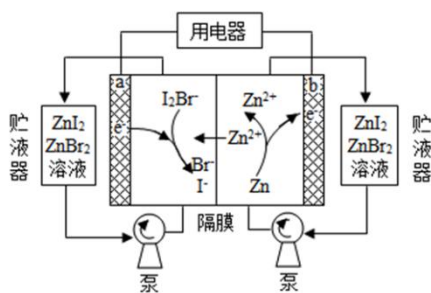 用电器
a
b
I₂Br⁻
e⁻
Br⁻
I⁻
Zn²⁺
Zn²⁺
Zn
e⁻
贮液器
ZnI₂
ZnBr₂
溶液
ZnI₂
ZnBr₂
溶液
贮液器
隔膜
泵
泵